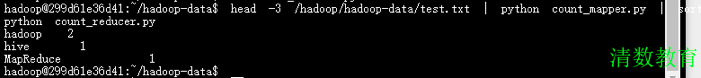 hadoop@299d61e36d41:~/hadoop-data$ head -3 /hadoop/hadoop-data/test.txt | python count_mapper.py | sort
python count_reducer.py
hadoop 2
hive 1
MapReduce 1
hadoop@299d61e36d41:~/hadoop-data$
清数教育